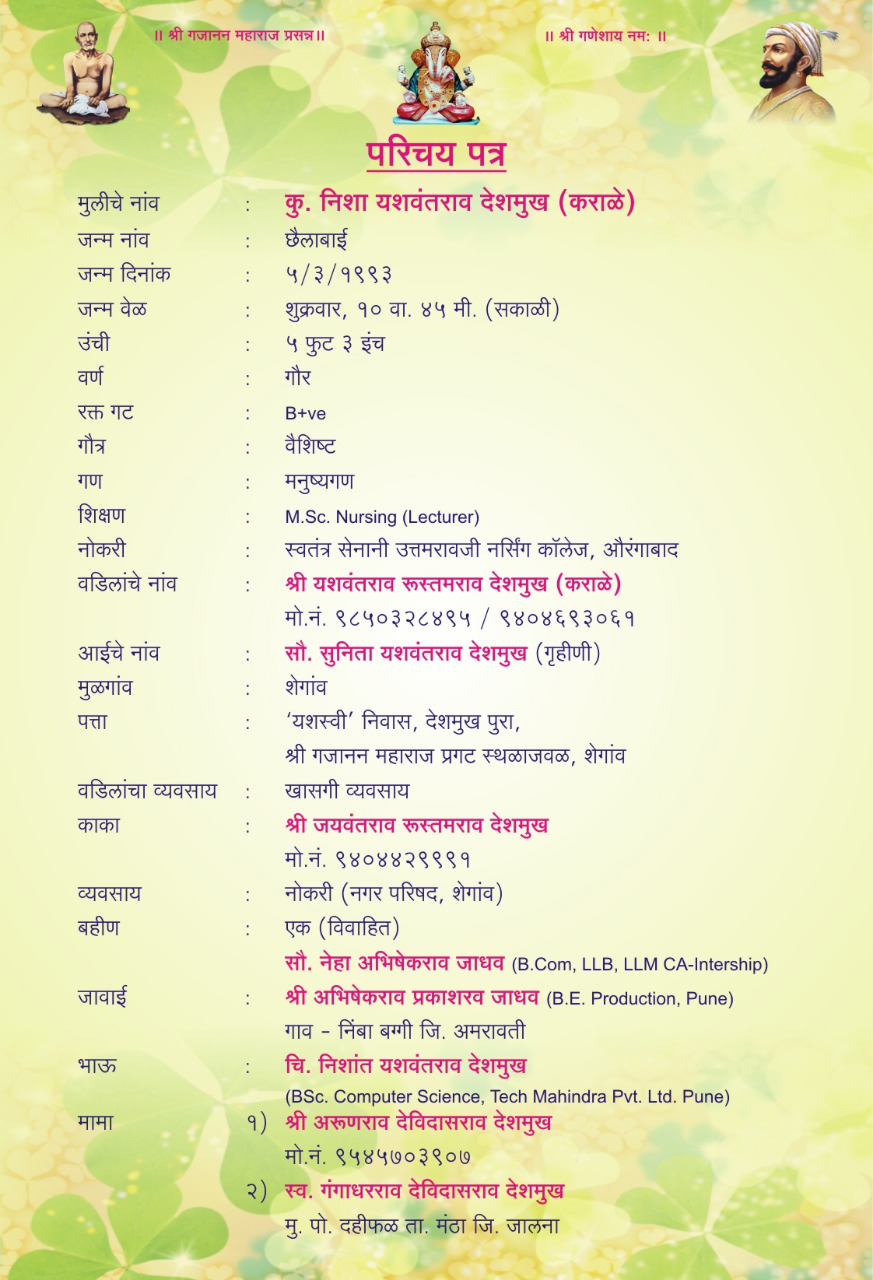 ॥ श्री गजानन महाराज प्रसन्न॥
॥ श्री गणेशाय नम: ॥
परिचय पत्र
मुलीचे नांव : कु. निशा यशवंतराव देशमुख (कराळे)
जन्म नांव : छैलाबाई
जन्म दिनांक : ५/३/१९९३
जन्म वेळ : शुक्रवार, १० वा. ४५ मी. (सकाळी)
उंची : ५ फुट ३ इंच
वर्ण : गौर
रक्त गट : B+ve
गौत्र : वैशिष्ट
गण : मनुष्यगण
शिक्षण : M.Sc. Nursing (Lecturer)
नोकरी : स्वतंत्र सेनानी उत्तमरावजी नर्सिंग कॉलेज, औरंगाबाद
वडिलांचे नांव : श्री यशवंतराव रूस्तमराव देशमुख (कराळे)
मो.नं. ९८५०३२८४९५ / ९४०४६९३०६१
आईचे नांव : सौ. सुनिता यशवंतराव देशमुख (गृहीणी)
मुळगांव : शेगांव
पत्ता : ‘यशस्वी’ निवास, देशमुख पुरा,
श्री गजानन महाराज प्रगट स्थळाजवळ, शेगांव
वडिलांचा व्यवसाय : खासगी व्यवसाय
काका : श्री जयवंतराव रूस्तमराव देशमुख
मो.नं. ९४०४४२९९९१
व्यवसाय : नोकरी (नगर परिषद, शेगांव)
बहीण : एक (विवाहित)
सौ. नेहा अभिषेकराव जाधव (B.Com, LLB, LLM CA-Intership)
जावाई : श्री अभिषेकराव प्रकाशरव जाधव (B.E. Production, Pune)
गाव - निंबा बग्गी जि. अमरावती
भाऊ : चि. निशांत यशवंतराव देशमुख
(BSc. Computer Science, Tech Mahindra Pvt. Ltd. Pune)
मामा १) श्री अरूणराव देविदासराव देशमुख
मो.नं. ९५४५७०३९०७
२) स्व. गंगाधरराव देविदासराव देशमुख
मु. पो. दहीफळ ता. मंठा जि. जालना